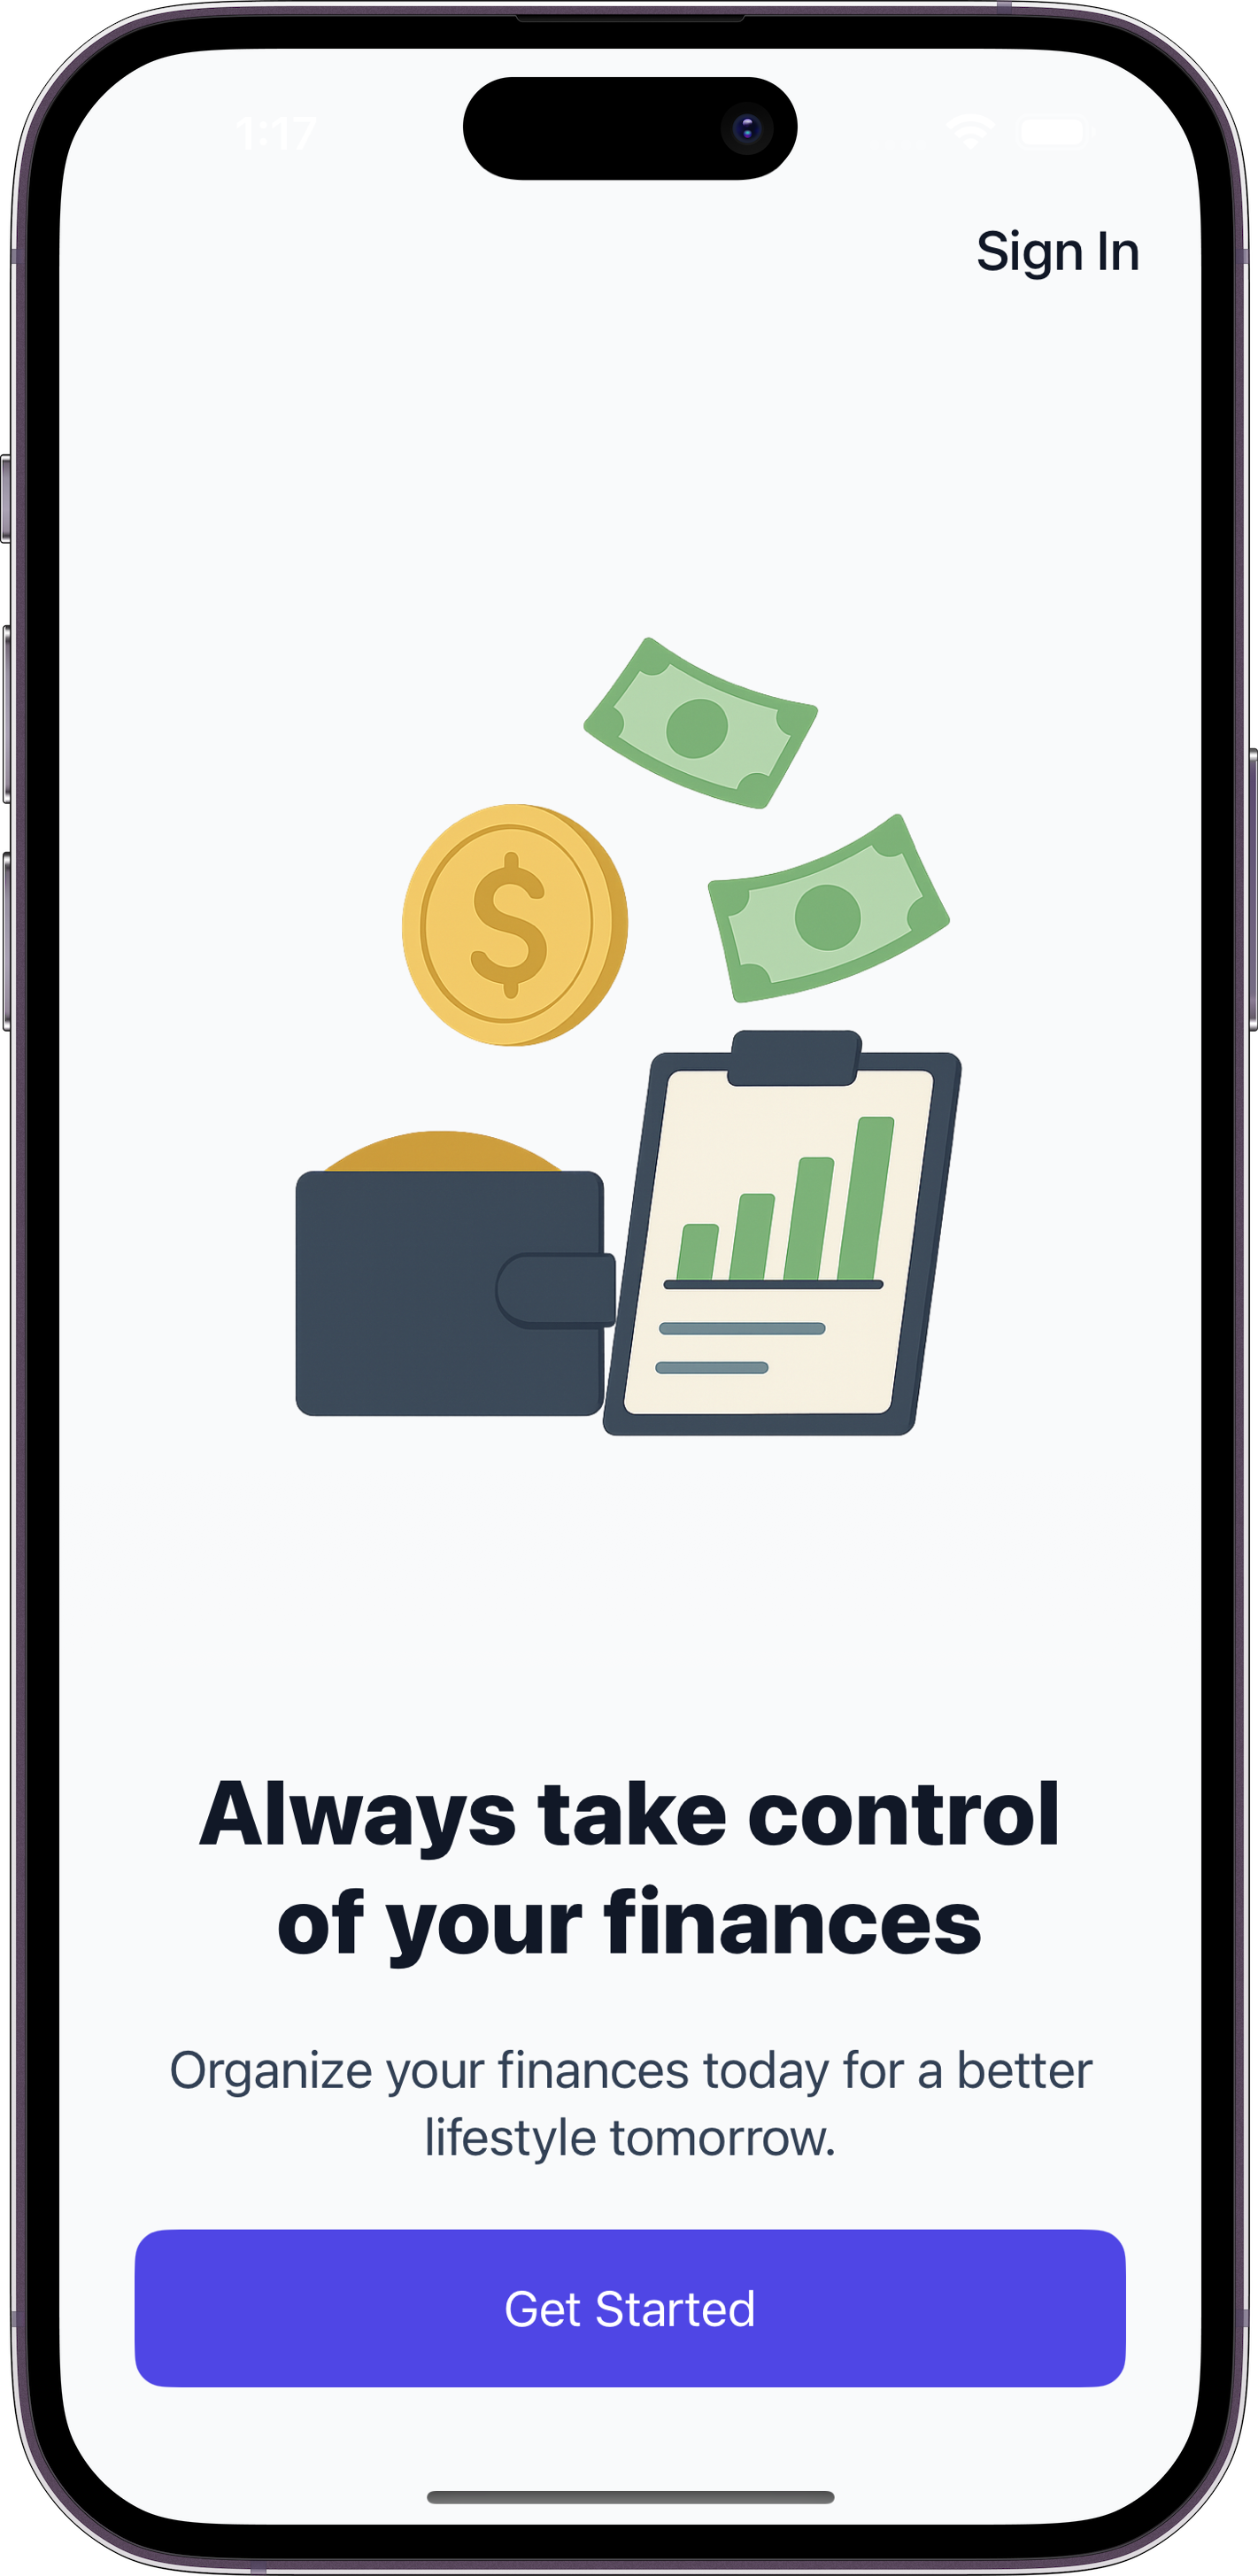 1:17
Sign In
$
Always take control
of your finances
Organize your finances today for a better
lifestyle tomorrow.
Get Started